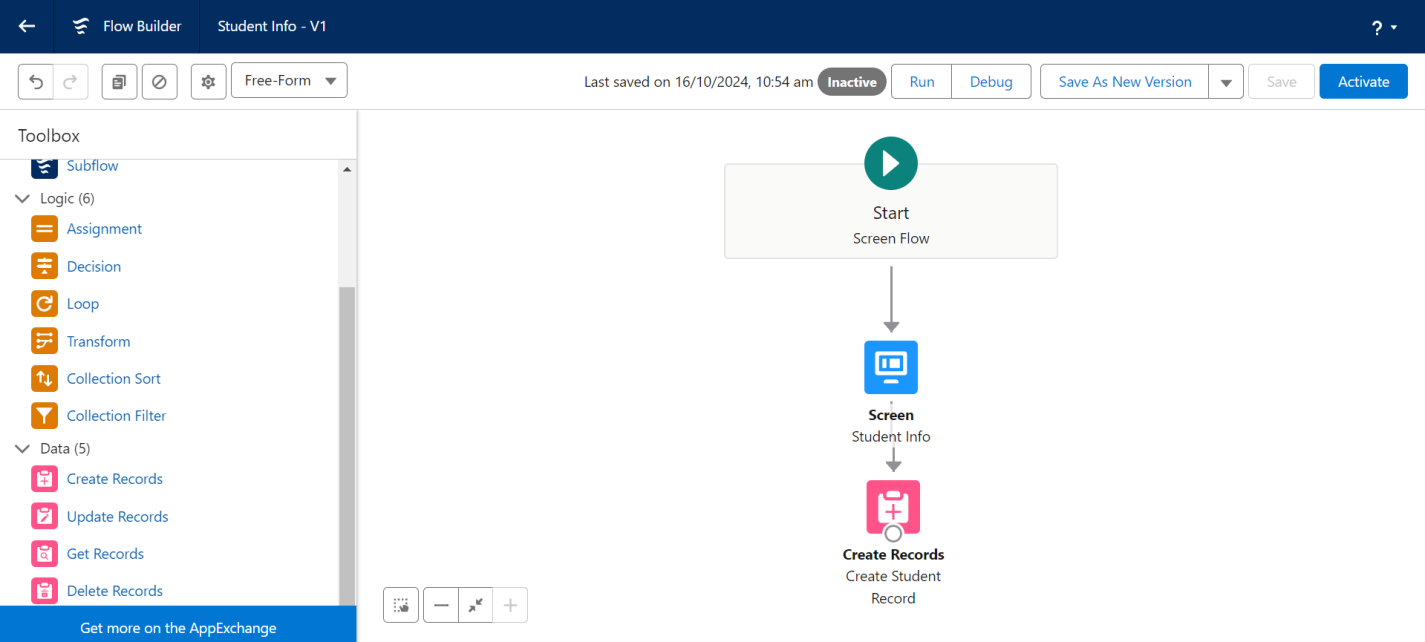 Flow Builder
Student Info - V1
?
Free-Form
Last saved on 16/10/2024, 10:54 am
Inactive
Run
Debug
Save As New Version
Save
Activate
Toolbox
Subflow
Logic (6)
Assignment
Decision
Loop
Transform
Collection Sort
Collection Filter
Data (5)
Create Records
Update Records
Get Records
Delete Records
Get more on the AppExchange
Start
Screen Flow
Screen
Student Info
Create Records
Create Student
Record